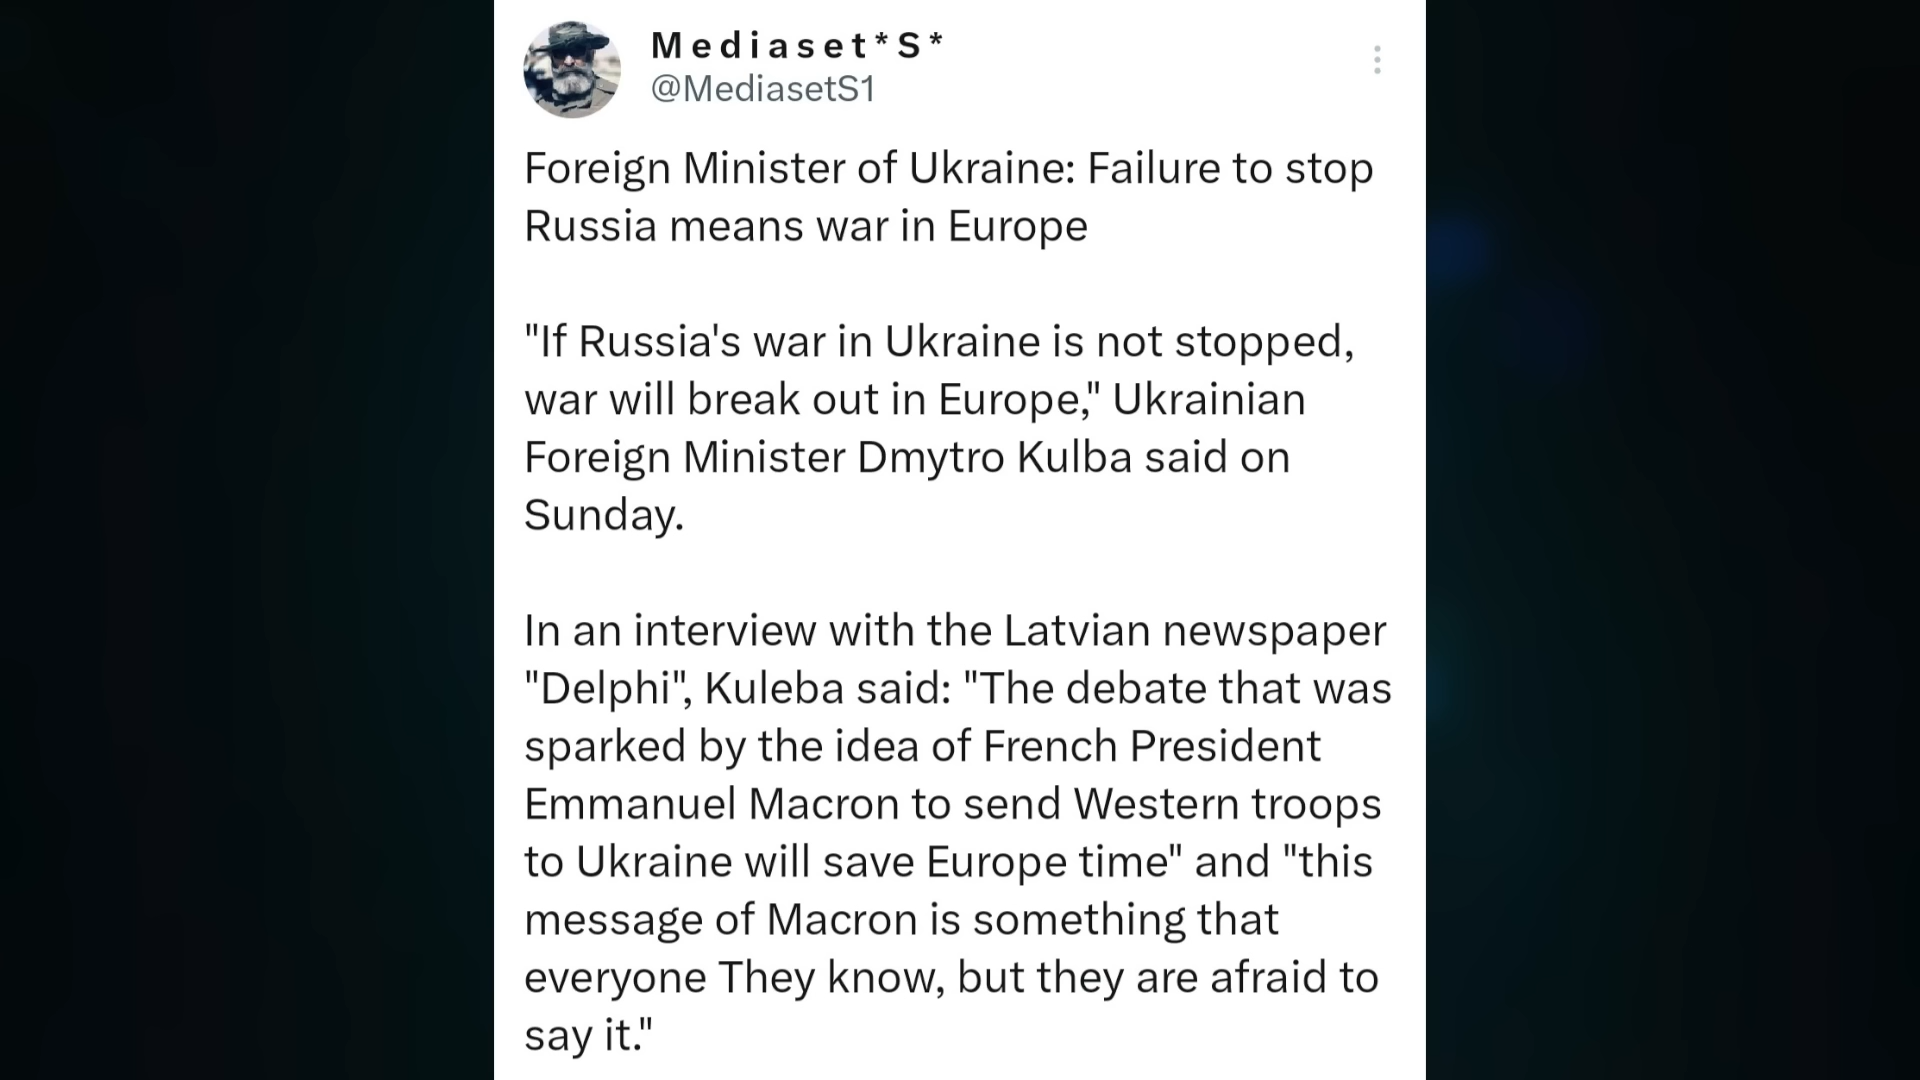 Mediaset*S*
@MediasetS1
Foreign Minister of Ukraine: Failure to stop
Russia means war in Europe
"If Russia's war in Ukraine is not stopped,
war will break out in Europe," Ukrainian
Foreign Minister Dmytro Kulba said on
Sunday.
In an interview with the Latvian newspaper
"Delphi", Kuleba said: "The debate that was
sparked by the idea of French President
Emmanuel Macron to send Western troops
to Ukraine will save Europe time" and "this
message of Macron is something that
everyone They know, but they are afraid to
say it."